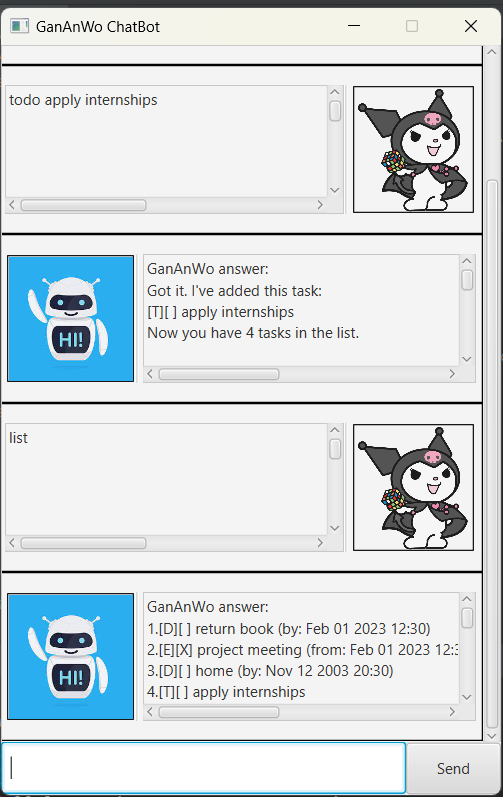 GanAnWo ChatBot
todo apply internships
HI!
GanAnWo answer:
Got it. I've added this task:
[T][ ] apply internships
Now you have 4 tasks in the list.
list
HI!
GanAnWo answer:
1.[D][ ] return book (by: Feb 01 2023 12:30)
2.[E][X] project meeting (from: Feb 01 2023 12:3
3.[D][ ] home (by: Nov 12 2003 20:30)
4.[T][ ] apply internships
Send